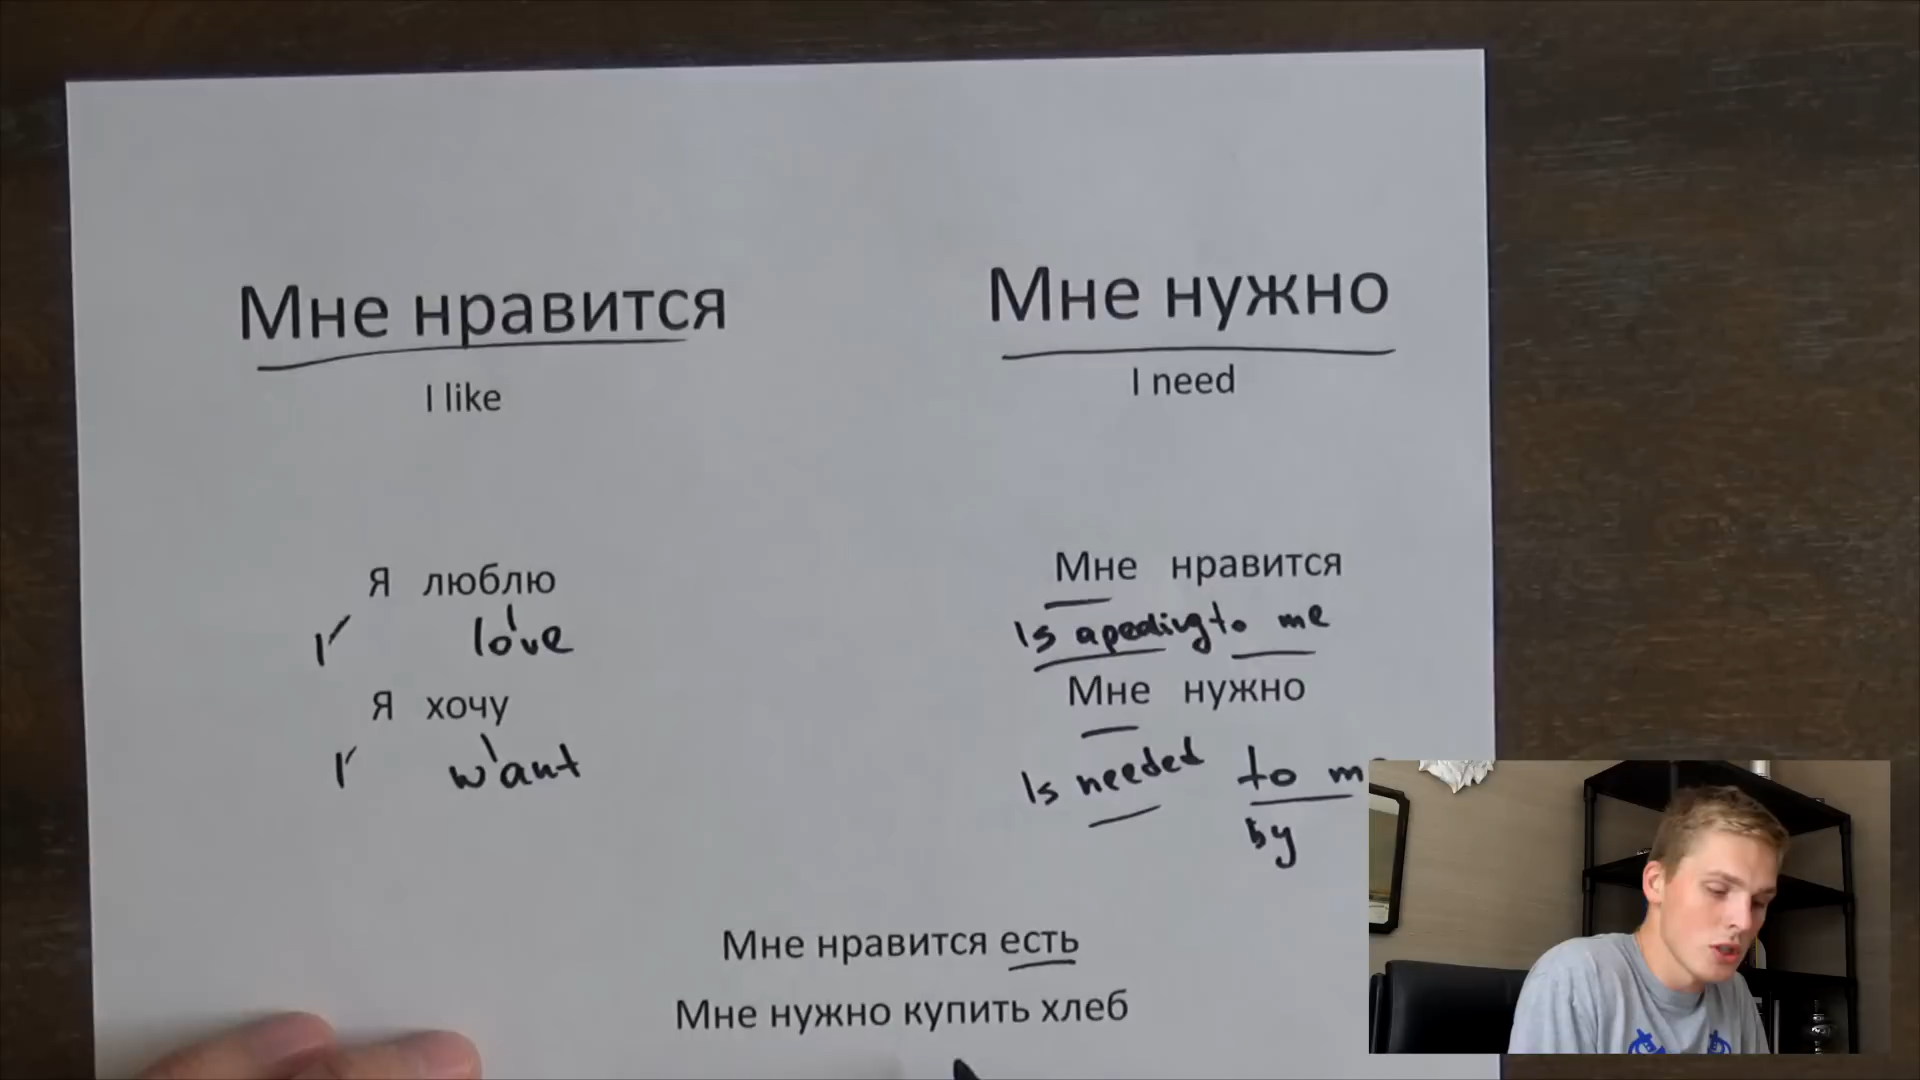 Мне нравится
I like
Мне нужно
I need
Я люблю
I love
Я хочу
I want
Мне нравится
Is apealing to me
Мне нужно
Is needed to
by
Мне нравится есть
Мне нужно купить хлеб